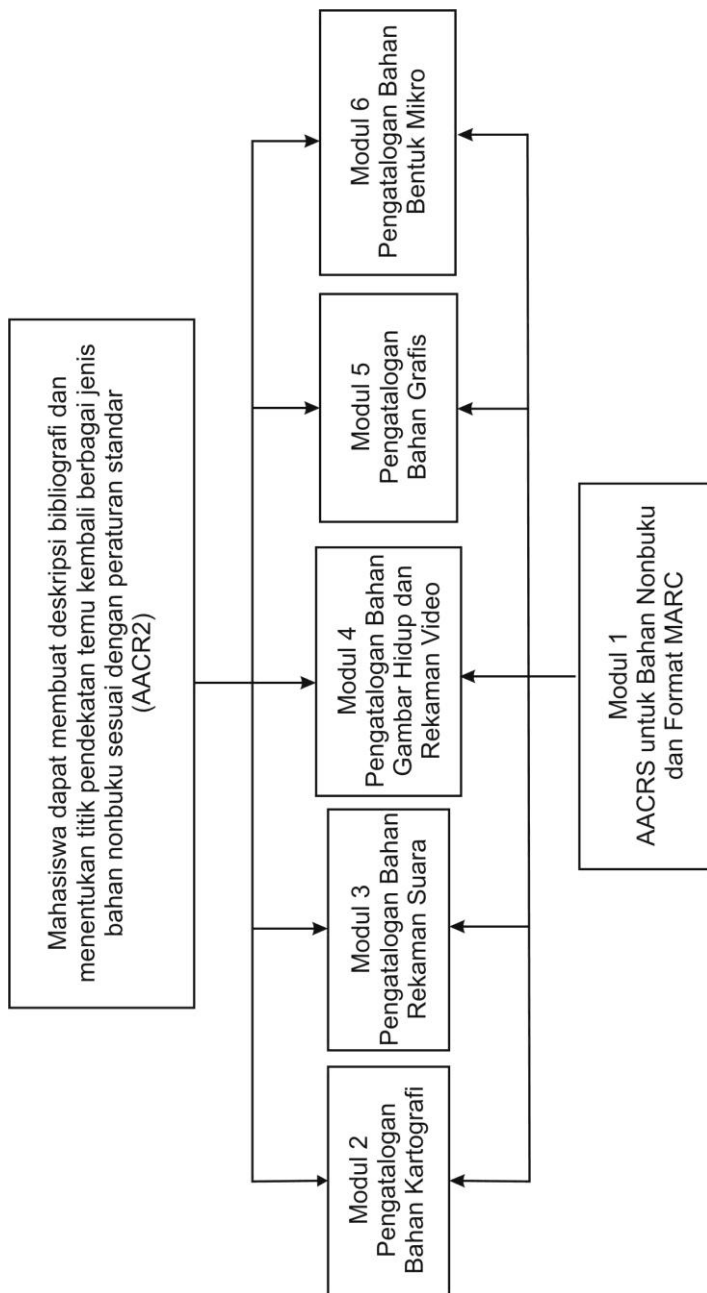 Mahasiswa dapat membuat deskripsi bibliografi dan
menentukan titik pendekatan temu kembali berbagai jenis
bahan nonbuku sesuai dengan peraturan standar
(AACR2)
Modul 2
Pengatalogan
Bahan Kartografi
Modul 3
Pengatalogan Bahan
Rekaman Suara
Modul 4
Pengatalogan Bahan
Gambar Hidup dan
Rekaman Video
Modul 5
Pengatalogan
Bahan Grafis
Modul 6
Pengatalogan Bahan
Bentuk Mikro
Modul 1
AACRS untuk Bahan Nonbuku
dan Format MARC